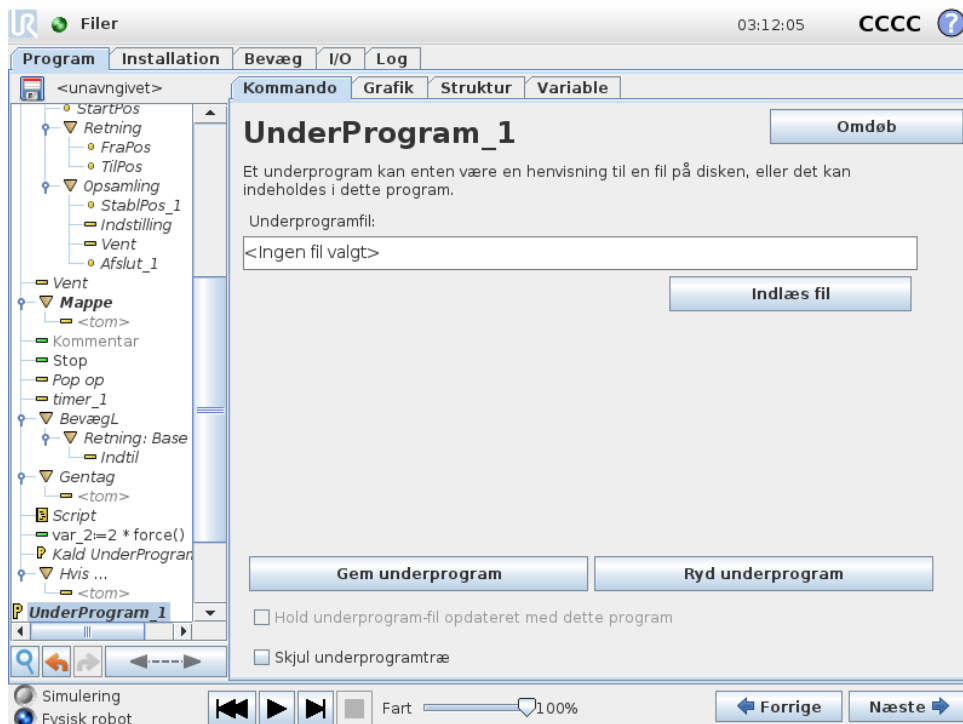 UR Filer 03:12:05 CCCC ?
Program Installation Bevæg I/O Log
<unavngivet>
Kommando Grafik Struktur Variable
StartPos
Retning
FraPos
TilPos
Opsamling
StablPos_1
Indstilling
Vent
Afslut_1
Vent
Mappe
<tom>
Kommentar
Stop
Pop op
timer_1
BevægL
Retning: Base
Indtil
Gentag
<tom>
Script
var_2:=2 * force()
Kald UnderProgram
Hvis ...
<tom>
UnderProgram_1
UnderProgram_1
Omdøb
Et underprogram kan enten være en henvisning til en fil på disken, eller det kan
indeholdes i dette program.
Underprogramfil:
<Ingen fil valgt>
Indlæs fil
Gem underprogram Ryd underprogram
Hold underprogram-fil opdateret med dette program
Skjul underprogramtræ
Simulering
Fysisk robot
Fart 100%
Forrige Næste